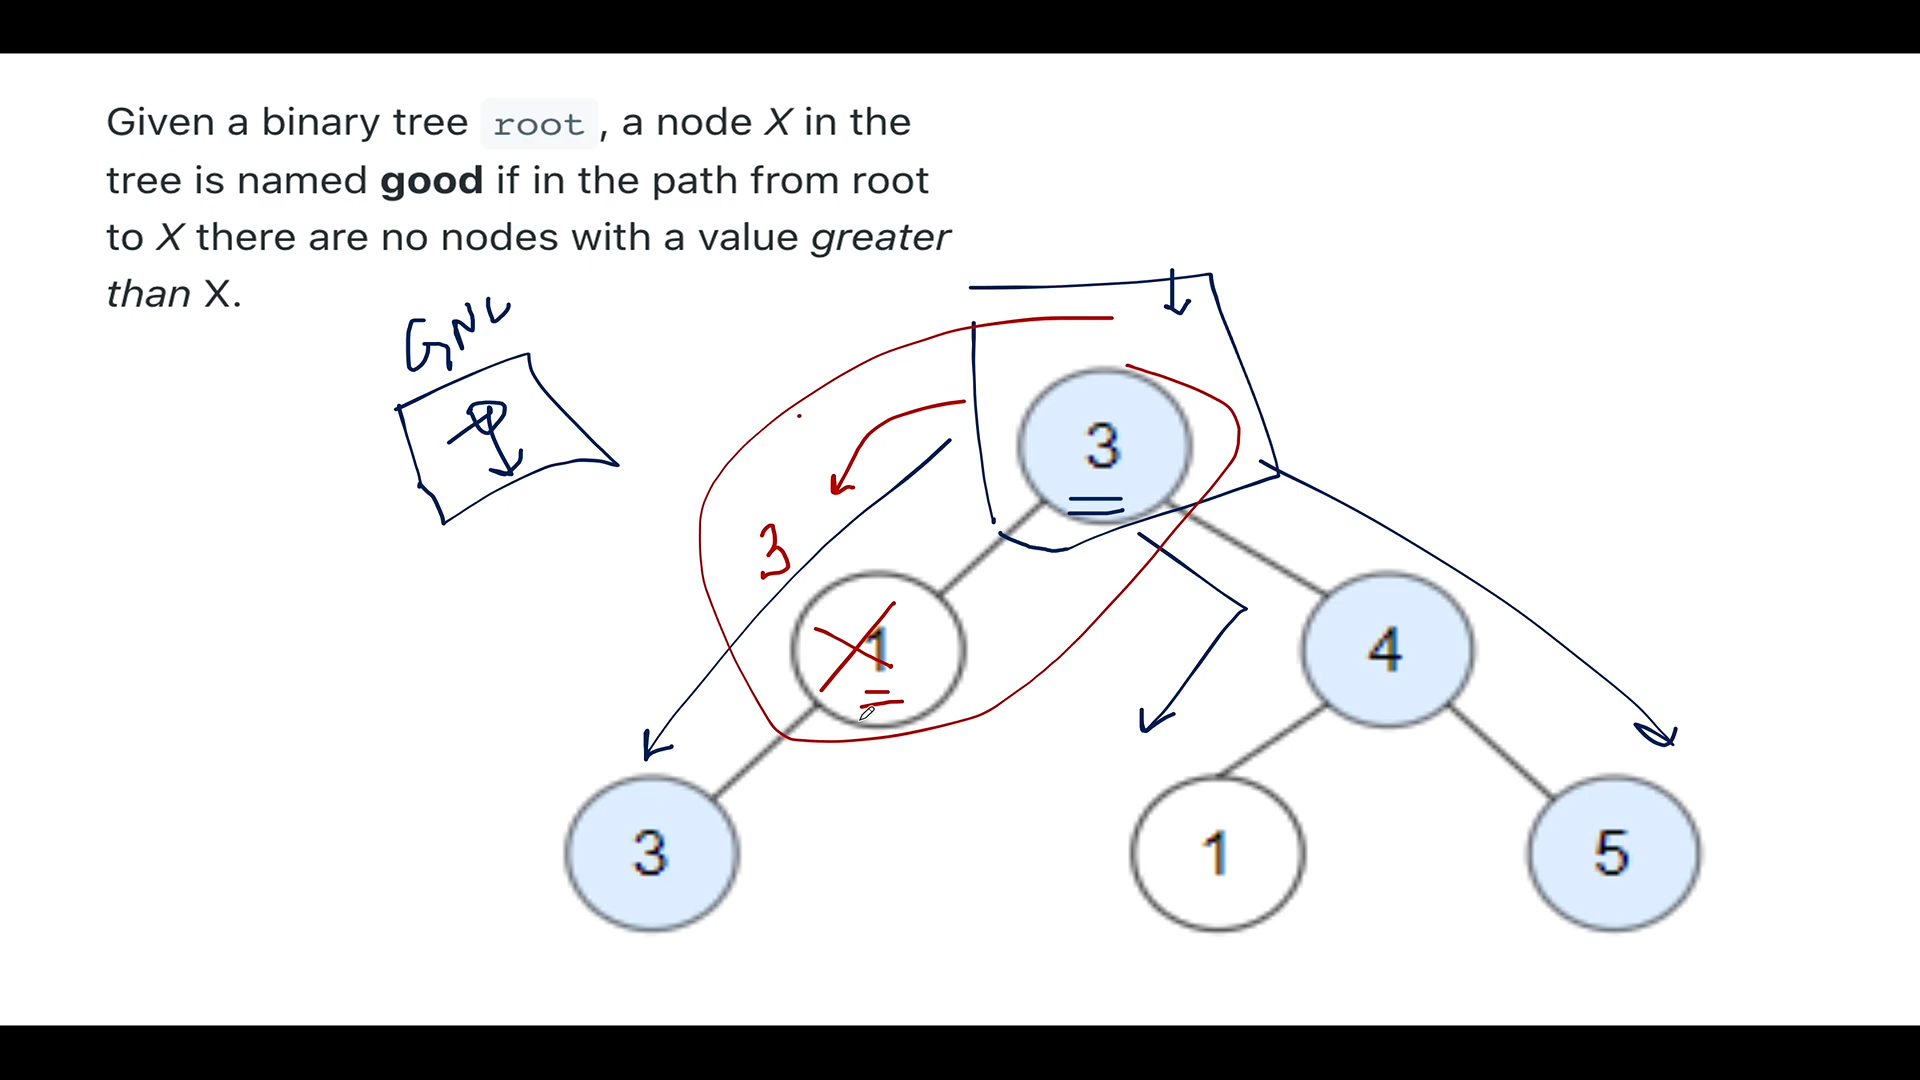 Given a binary tree root , a node X in the
tree is named good if in the path from root
to X there are no nodes with a value greater
than X.
3
3
1
4
3
1
5